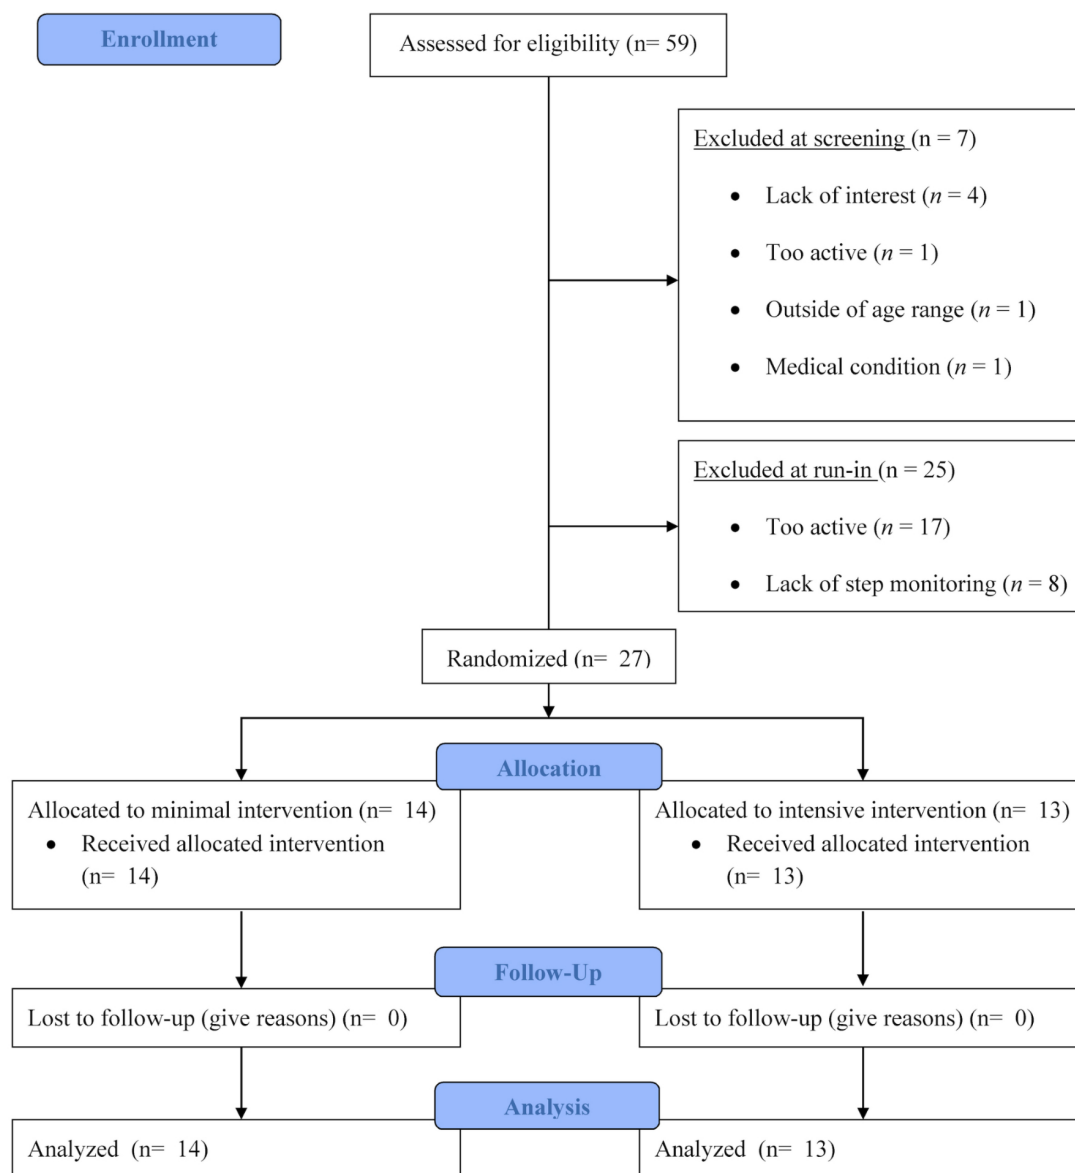 Enrollment
Assessed for eligibility (n= 59)
Excluded at screening (n = 7)
• Lack of interest (n = 4)
• Too active (n = 1)
• Outside of age range (n = 1)
• Medical condition (n = 1)
Excluded at run-in (n = 25)
• Too active (n = 17)
• Lack of step monitoring (n = 8)
Randomized (n= 27)
Allocation
Allocated to minimal intervention (n= 14)
• Received allocated intervention
(n= 14)
Allocated to intensive intervention (n= 13)
• Received allocated intervention
(n= 13)
Follow-Up
Lost to follow-up (give reasons) (n= 0)
Lost to follow-up (give reasons) (n= 0)
Analysis
Analyzed (n= 14)
Analyzed (n= 13)